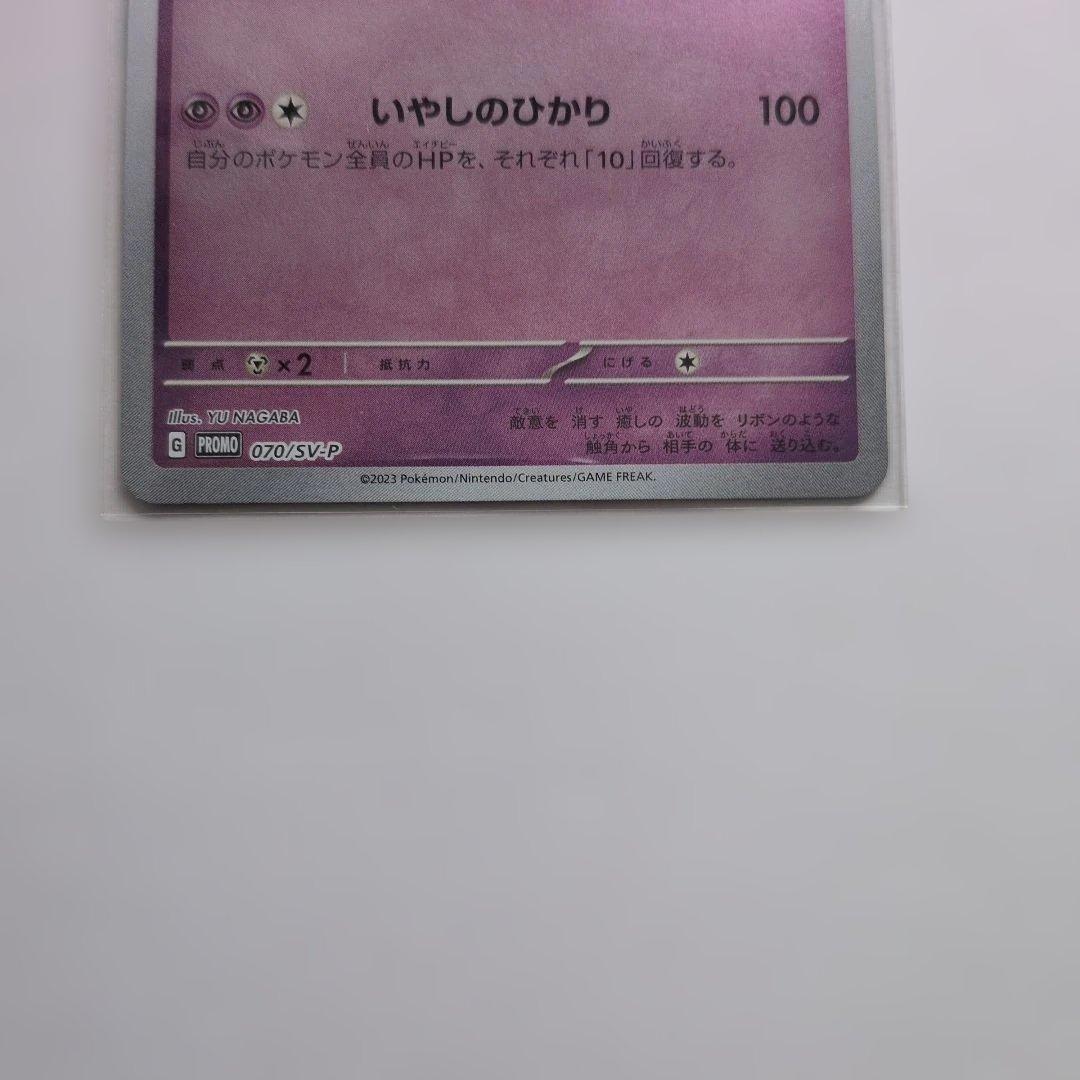 いやしのひかり 100
自分のポケモン全員のHPを、それぞれ「10」回復する。
弱点 ×2 抵抗力 にげる
Illus. YU NAGABA
敵意を 消す 癒しの 波動を リボンのような
G PROMO 070/SV-P
触角から 相手の 体に 送り込む。
©2023 Pokémon/Nintendo/Creatures/GAME FREAK.